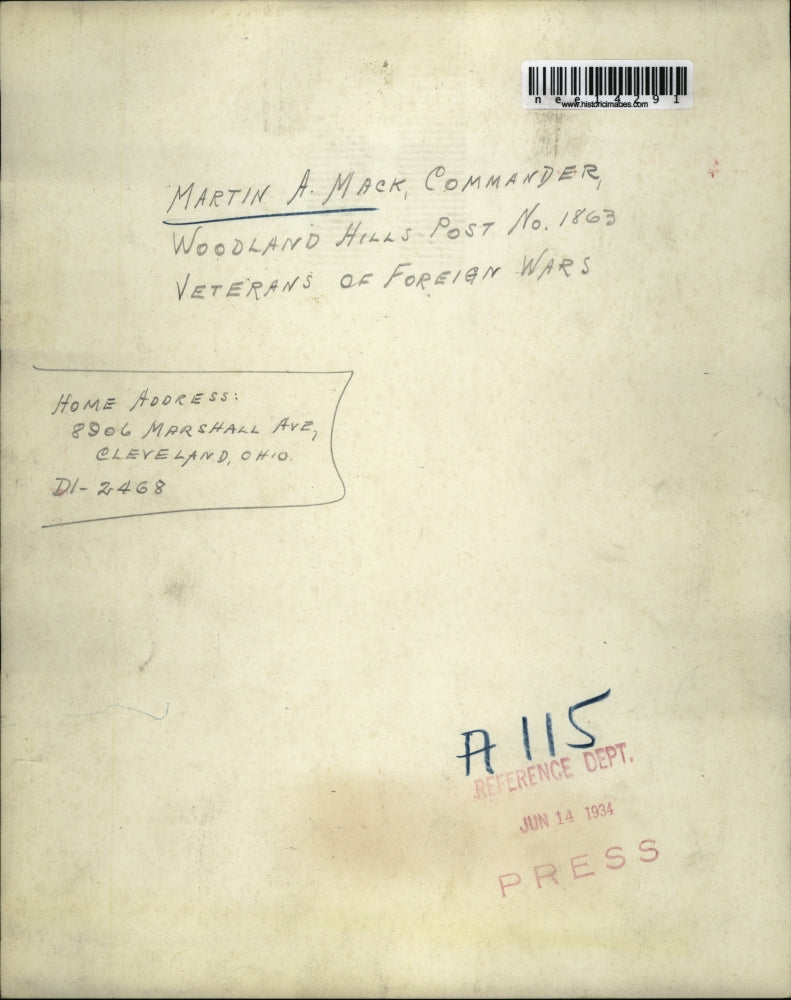 nee14291
www.historicimages.com
MARTIN A. MACK, COMMANDER,
WOODLAND HILLS POST No. 1863
VETERANS OF FOREIGN WARS
HOME ADDRESS:
8906 MARSHALL AVE,
CLEVELAND, OHIO.
DI-2468
A 115
REFERENCE DEPT.
JUN 14 1934
PRESS